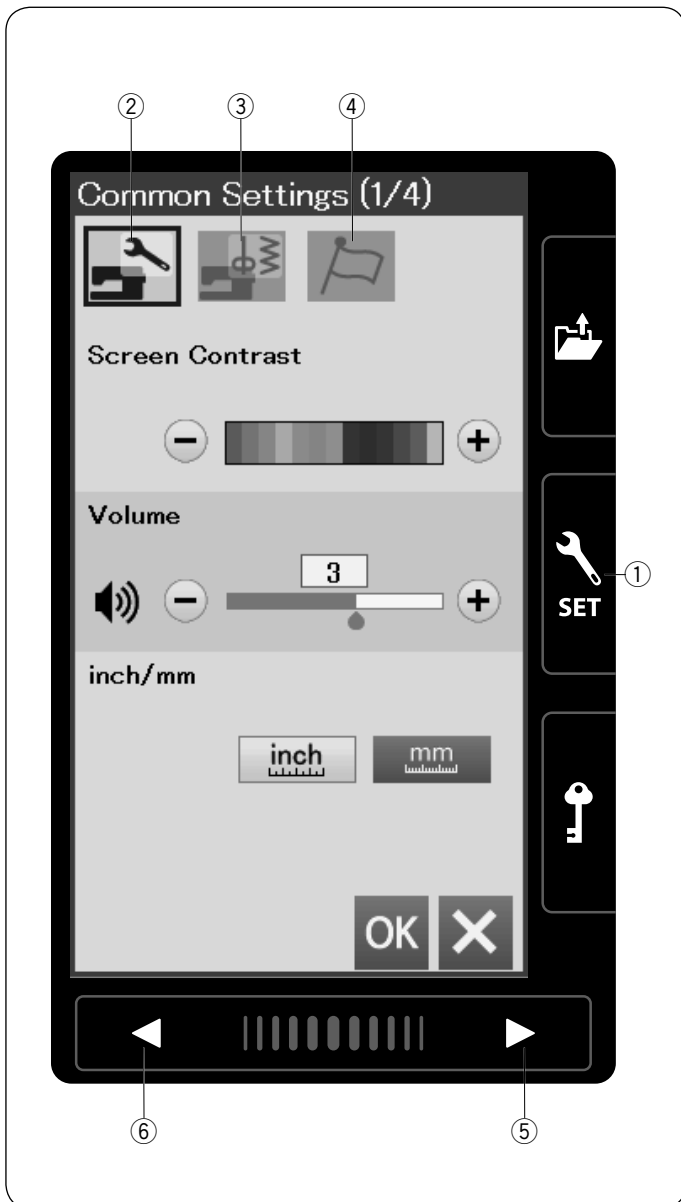 ② ③ ④
Common Settings (1/4)
Screen Contrast
Volume
3
① 
SET
inch/mm
inch mm
OK
⑥ ⑤